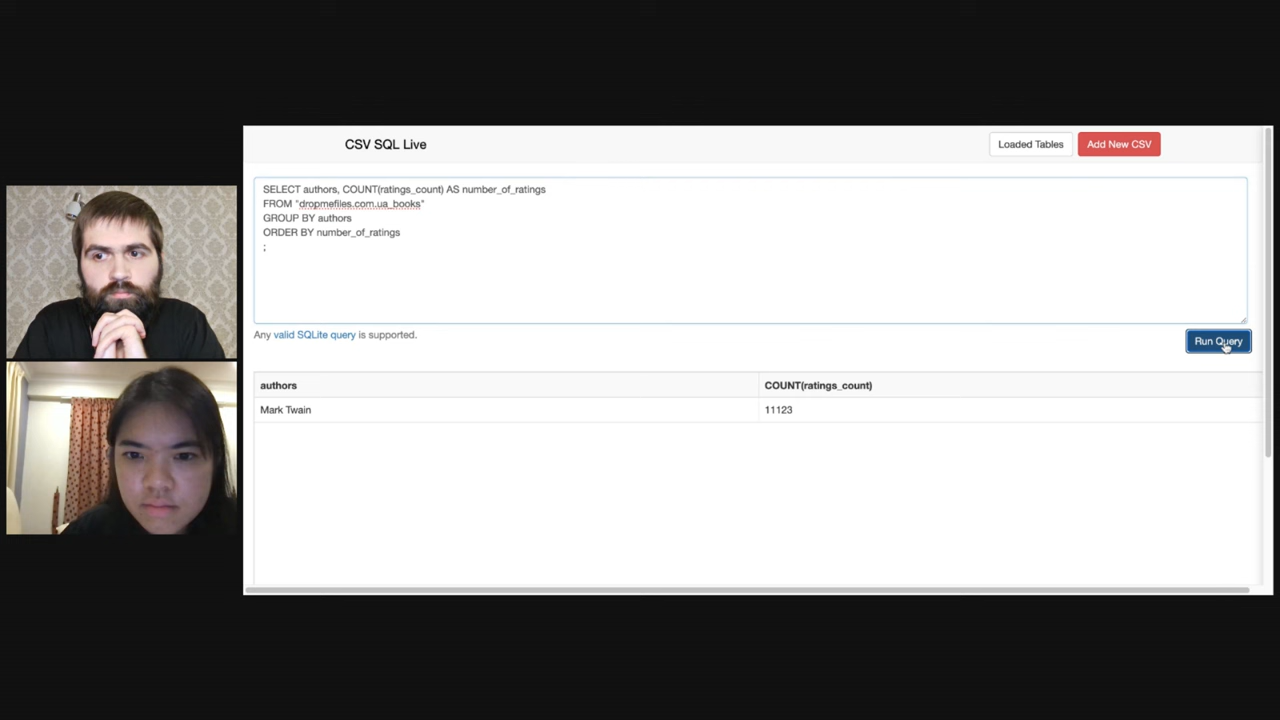 CSV SQL Live
Loaded Tables
Add New CSV
SELECT authors, COUNT(ratings_count) AS number_of_ratings
FROM "dropmefiles.com.ua_books"
GROUP BY authors
ORDER BY number_of_ratings
;
Any valid SQLite query is supported.
Run Query
authors
COUNT(ratings_count)
Mark Twain
11123